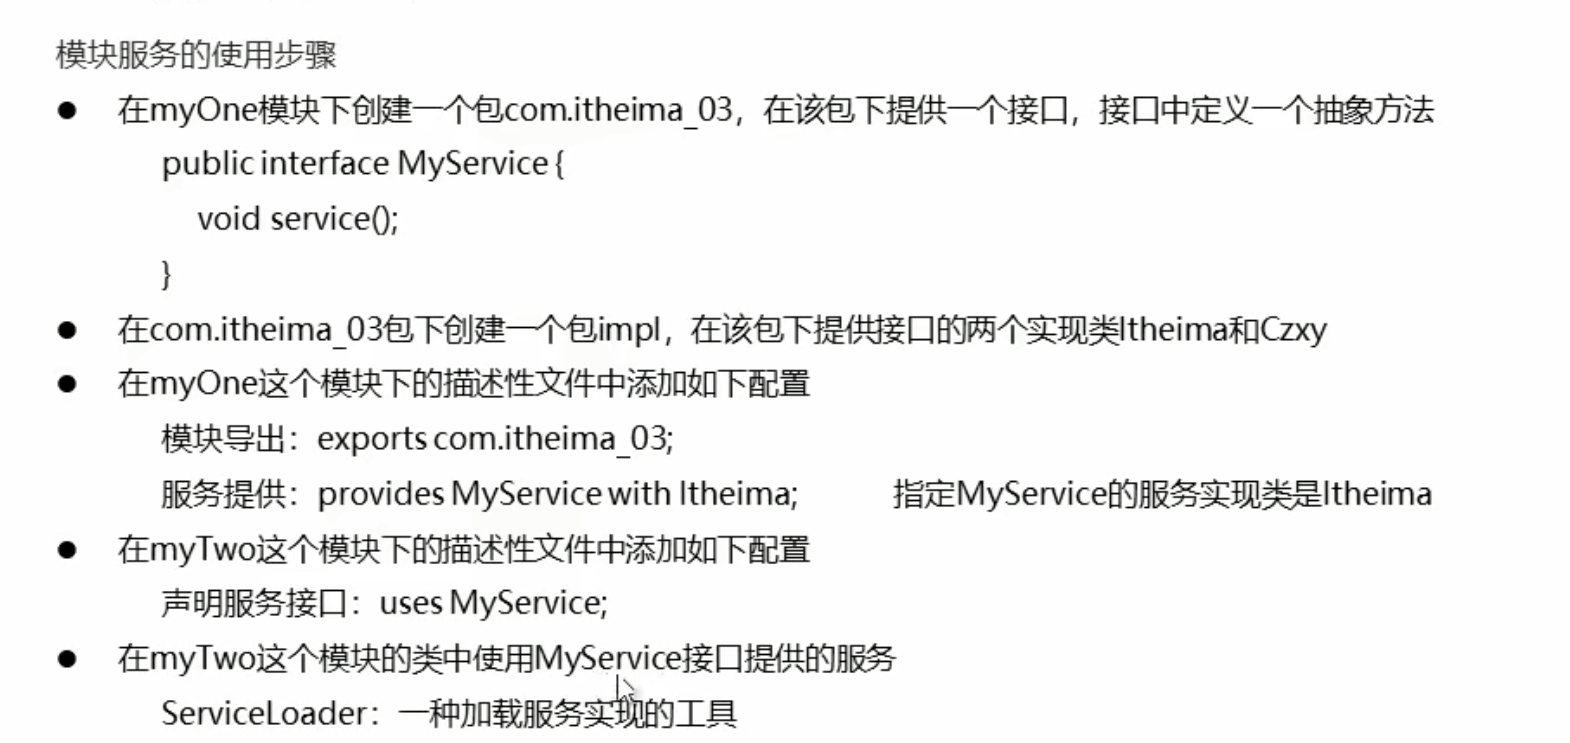 模块服务的使用步骤
● 在myOne模块下创建一个包com.itheima_03，在该包下提供一个接口，接口中定义一个抽象方法
public interface MyService {
void service();
}
● 在com.itheima_03包下创建一个包impl，在该包下提供接口的两个实现类Itheima和Czxy
● 在myOne这个模块下的描述性文件中添加如下配置
模块导出：exports com.itheima_03;
服务提供：provides MyService with Itheima; 指定MyService的服务实现类是Itheima
● 在myTwo这个模块下的描述性文件中添加如下配置
声明服务接口：uses MyService;
● 在myTwo这个模块的类中使用MyService接口提供的服务
ServiceLoader：一种加载服务实现的工具